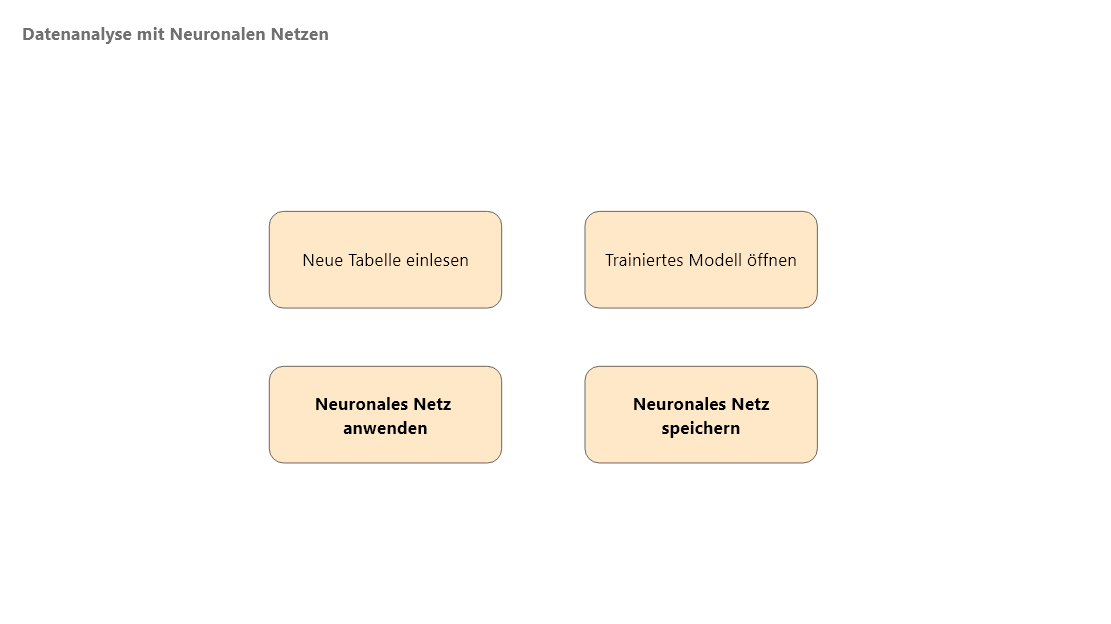 Datenanalyse mit Neuronalen Netzen
Neue Tabelle einlesen
Trainiertes Modell öffnen
Neuronales Netz
anwenden
Neuronales Netz
speichern